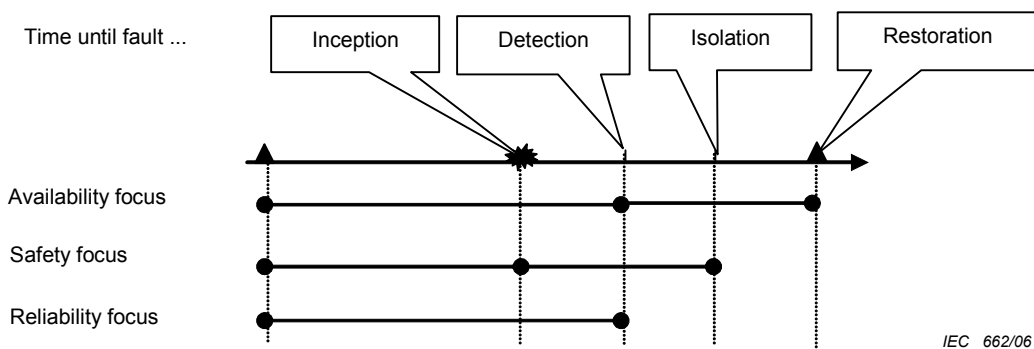 Time until fault ...
Inception
Detection
Isolation
Restoration
Availability focus
Safety focus
Reliability focus
IEC 662/06